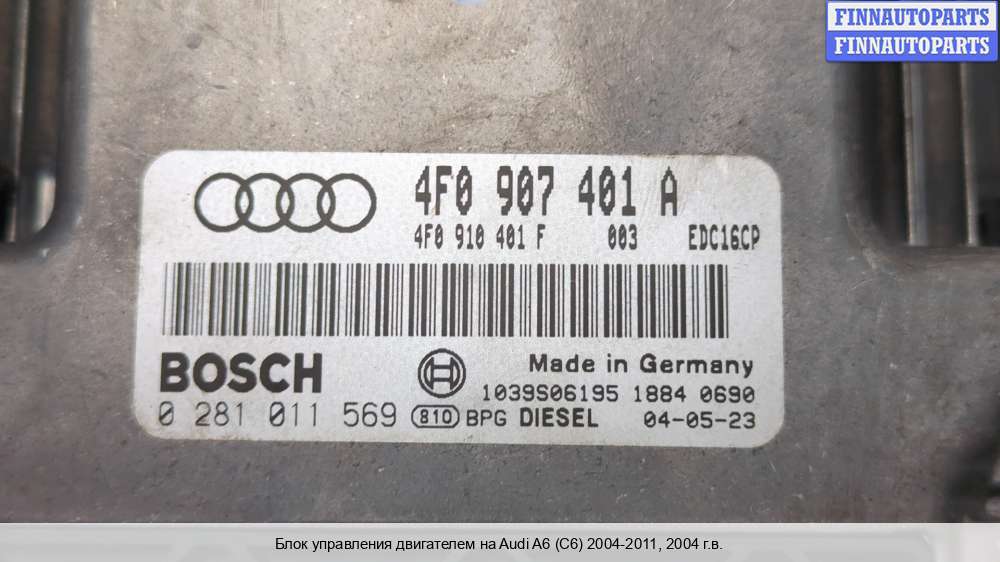 FINNAUTOPARTS
FINNAUTOPARTS
4F0 907 401 A
4F0 910 401 F 003 EDC16CP
BOSCH
Made in Germany
1039S06195 1884 0690
0 281 011 569 810 BPG DIESEL 04-05-23
Блок управления двигателем на Audi A6 (C6) 2004-2011, 2004 г.в.